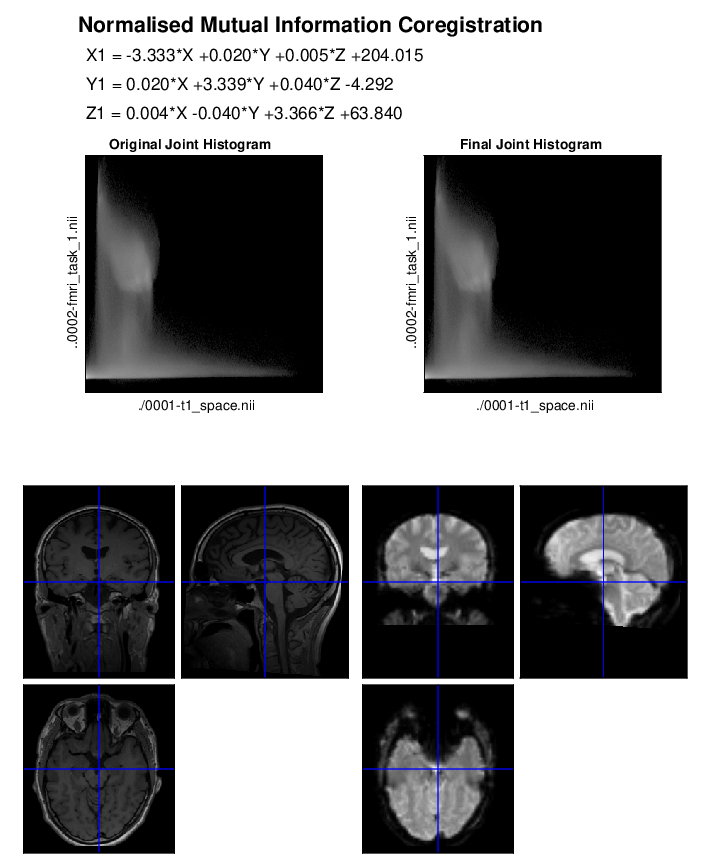 Normalised Mutual Information Coregistration
X1 = -3.333*X +0.020*Y +0.005*Z +204.015
Y1 = 0.020*X +3.339*Y +0.040*Z -4.292
Z1 = 0.004*X -0.040*Y +3.366*Z +63.840
Original Joint Histogram
Final Joint Histogram
..0002-fmri_task_1.nii
..0002-fmri_task_1.nii
./0001-t1_space.nii
./0001-t1_space.nii